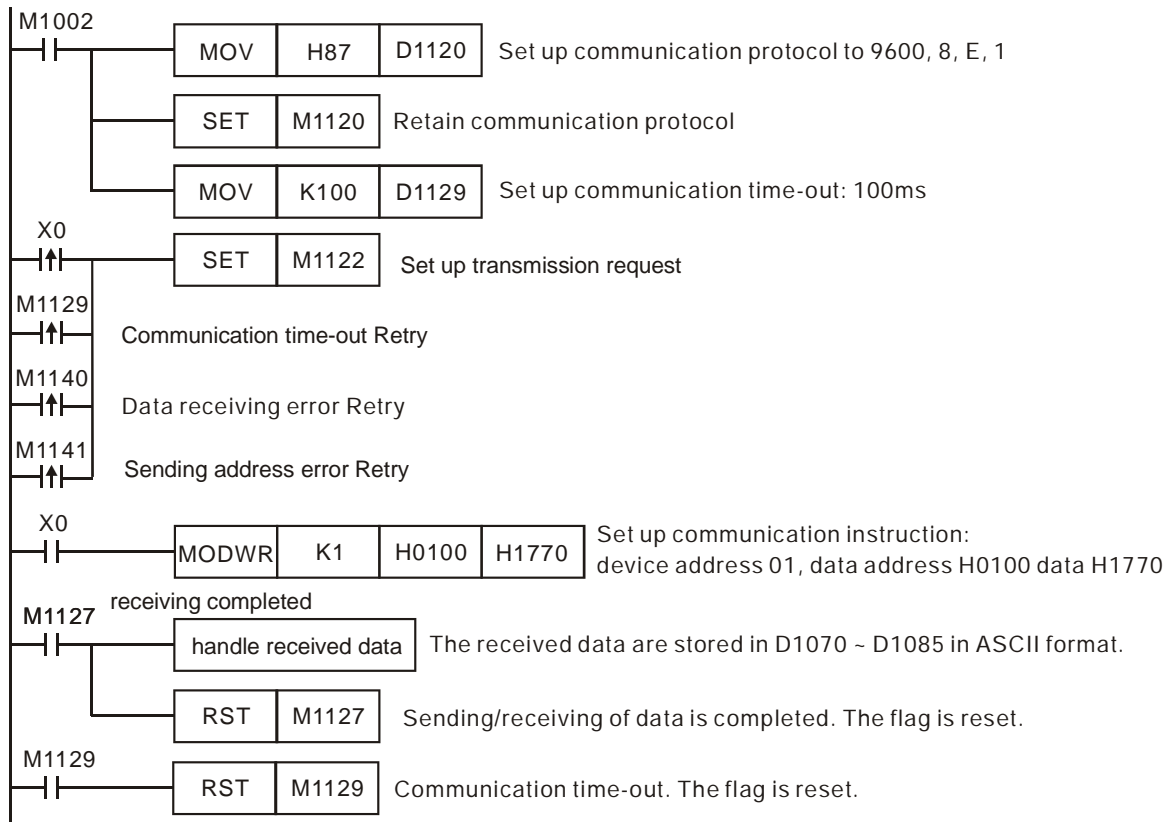 M1002
MOV H87 D1120 Set up communication protocol to 9600, 8, E, 1
SET M1120 Retain communication protocol
MOV K100 D1129 Set up communication time-out: 100ms
X0
SET M1122 Set up transmission request
M1129
Communication time-out Retry
M1140
Data receiving error Retry
M1141
Sending address error Retry
X0
MODWR K1 H0100 H1770 Set up communication instruction:
device address 01, data address H0100 data H1770
receiving completed
M1127
handle received data The received data are stored in D1070 ~ D1085 in ASCII format.
RST M1127 Sending/receiving of data is completed. The flag is reset.
M1129
RST M1129 Communication time-out. The flag is reset.